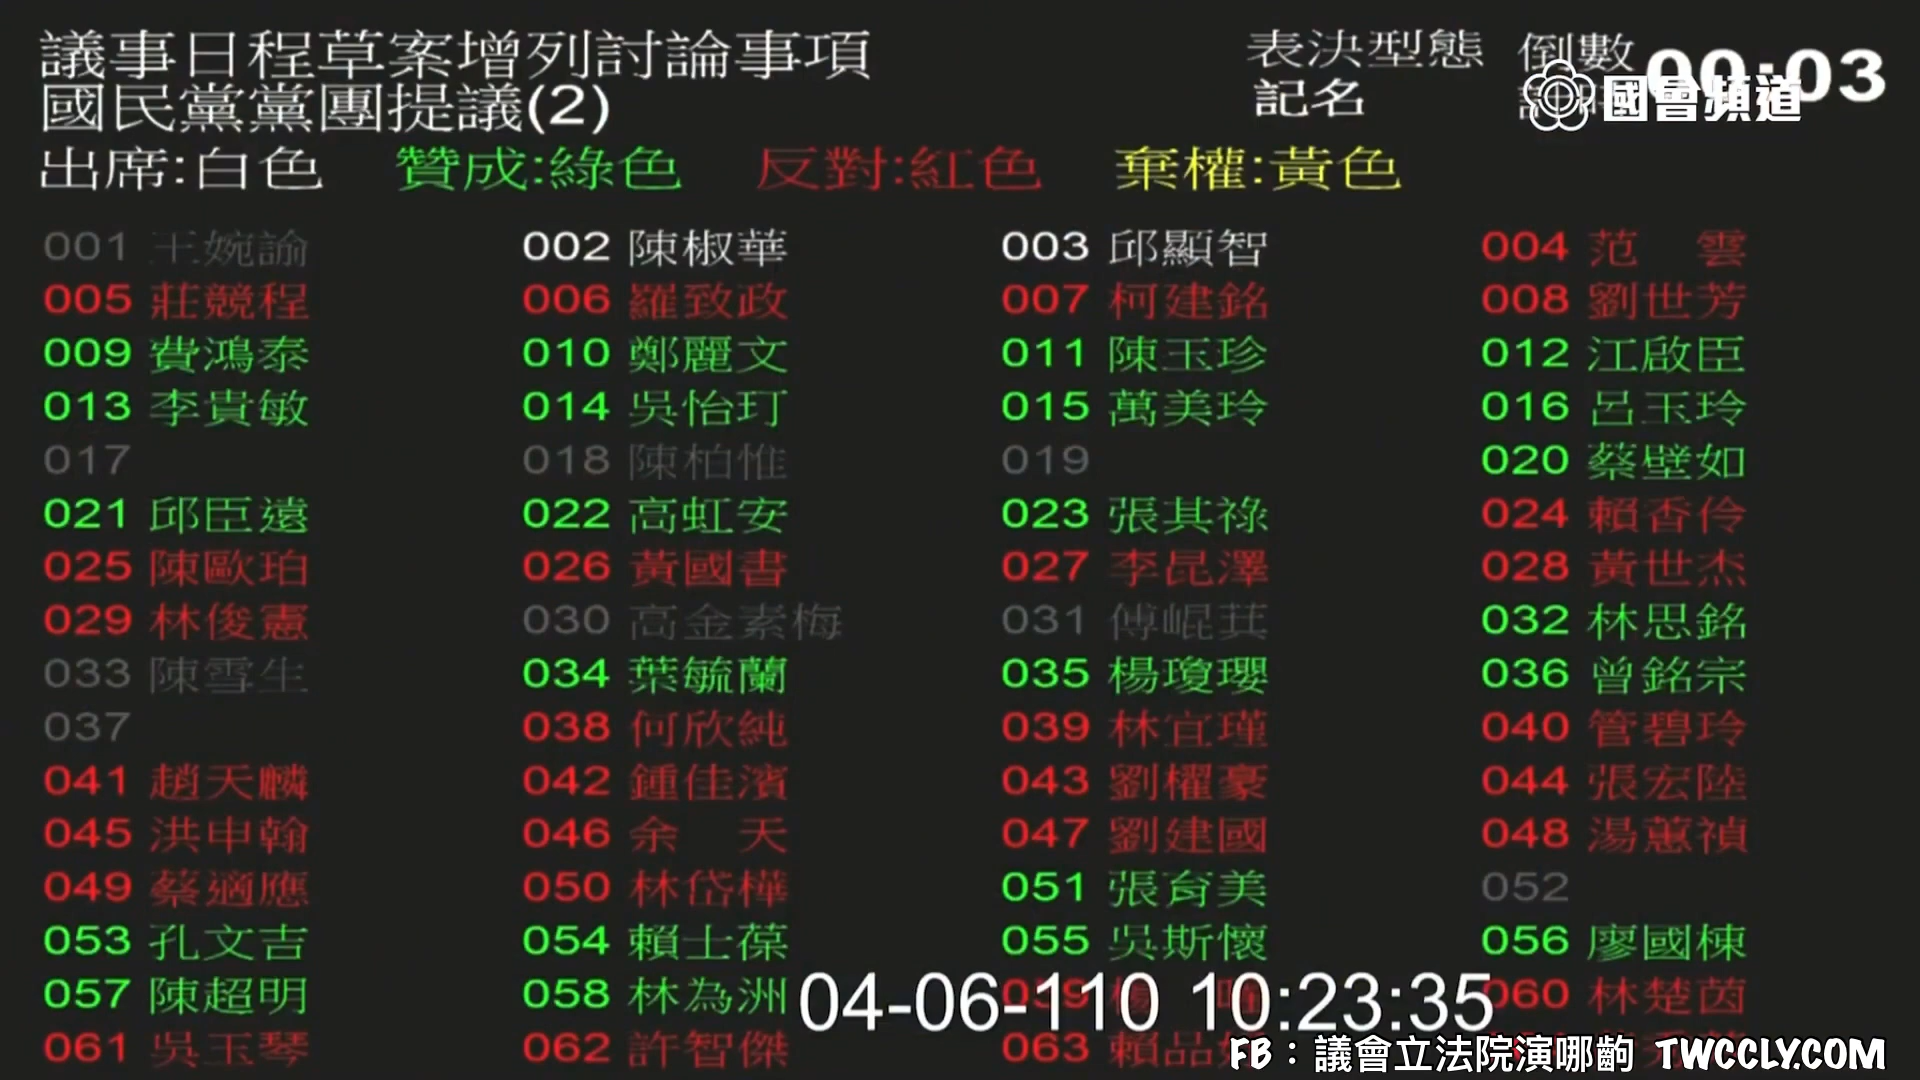 議事日程草案增列討論事項
國民黨黨團提議(2)
表決型態 倒數 00:03
記名
國會頻道
出席:白色 贊成:綠色 反對:紅色 棄權:黃色
001 王婉諭 002 陳椒華 003 邱顯智 004 范 雲
005 莊競程 006 羅致政 007 柯建銘 008 劉世芳
009 費鴻泰 010 鄭麗文 011 陳玉珍 012 江啟臣
013 李貴敏 014 吳怡玎 015 萬美玲 016 呂玉玲
017 018 陳柏惟 019 020 蔡壁如
021 邱臣遠 022 高虹安 023 張其祿 024 賴香伶
025 陳歐珀 026 黃國書 027 李昆澤 028 黃世杰
029 林俊憲 030 高金素梅 031 傅崐萁 032 林思銘
033 陳雪生 034 葉毓蘭 035 楊瓊瓔 036 曾銘宗
037 038 何欣純 039 林宜瑾 040 管碧玲
041 趙天麟 042 鍾佳濱 043 劉櫂豪 044 張宏陸
045 洪申翰 046 余 天 047 劉建國 048 湯蕙禎
049 蔡適應 050 林岱樺 051 張育美 052
053 孔文吉 054 賴士葆 055 吳斯懷 056 廖國棟
057 陳超明 058 林為洲 059 060 林楚茵
04-06-110 10:23:35
061 吳玉琴 062 許智傑 063 賴品
FB：議會立法院演哪齣 TWCCLY.COM